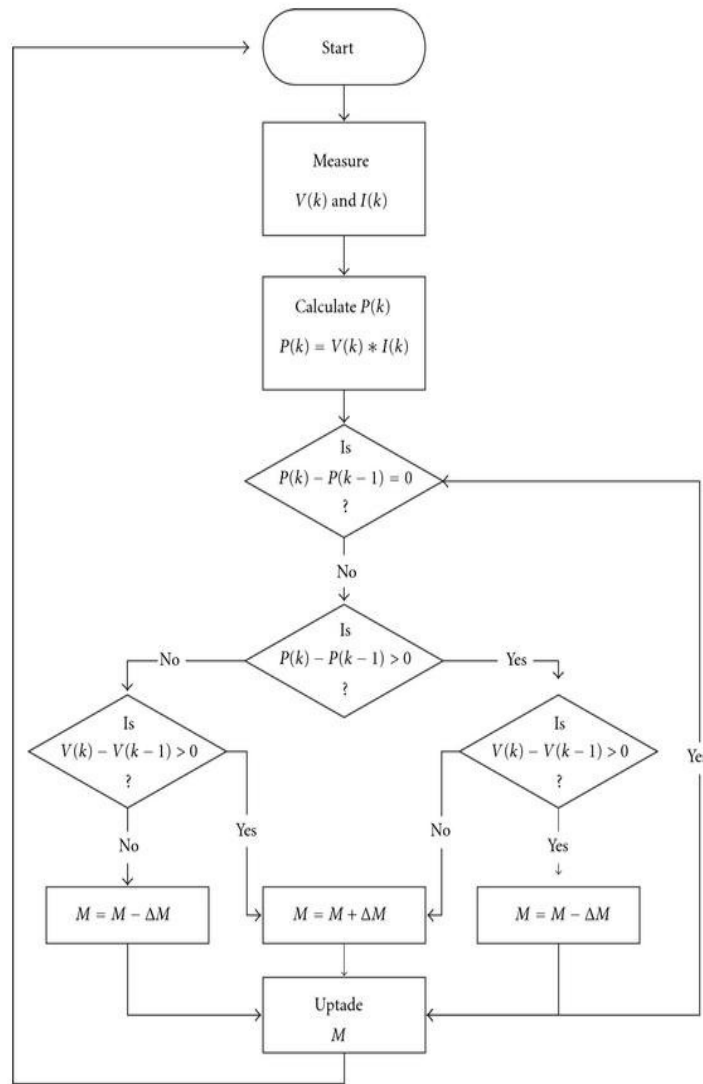 Start
Measure
V(k) and I(k)
Calculate P(k)
P(k) = V(k) ∗ I(k)
Is
P(k) − P(k − 1) = 0
?
No
Is
P(k) − P(k − 1) > 0
?
No
Yes
Is
V(k) − V(k − 1) > 0
?
Is
V(k) − V(k − 1) > 0
?
Yes
No
Yes
No
Yes
M = M − ΔM
M = M + ΔM
M = M − ΔM
Uptade
M